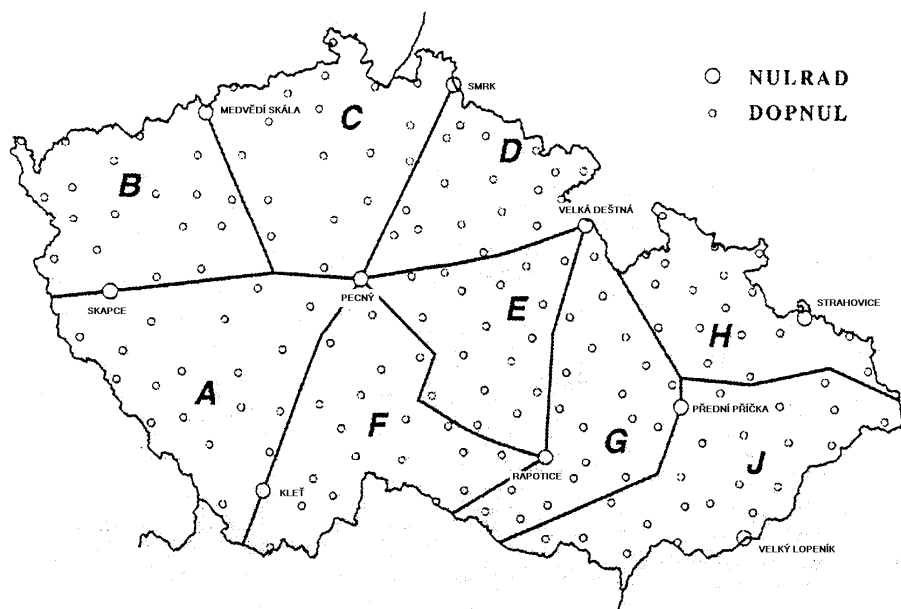 NULRAD
DOPNUL
SMRK
MEDVĚDÍ SKÁLA
C
D
B
VELKÁ DEŠTNÁ
PECNÝ
SKAPCE
STRAHOVICE
E
H
A
PŘEDNÍ PŘÍČKA
F
G
J
RAPOTICE
KLEŤ
VELKÝ LOPENÍK